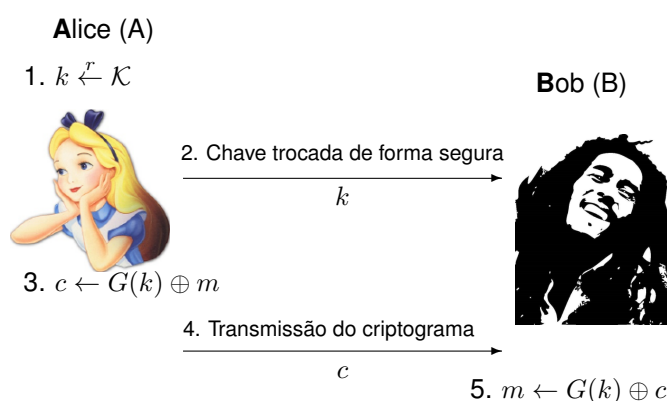 Alice (A)
1. k ←ʳ 𝒦
Bob (B)
2. Chave trocada de forma segura
k
3. c ← G(k) ⊕ m
4. Transmissão do criptograma
c
5. m ← G(k) ⊕ c